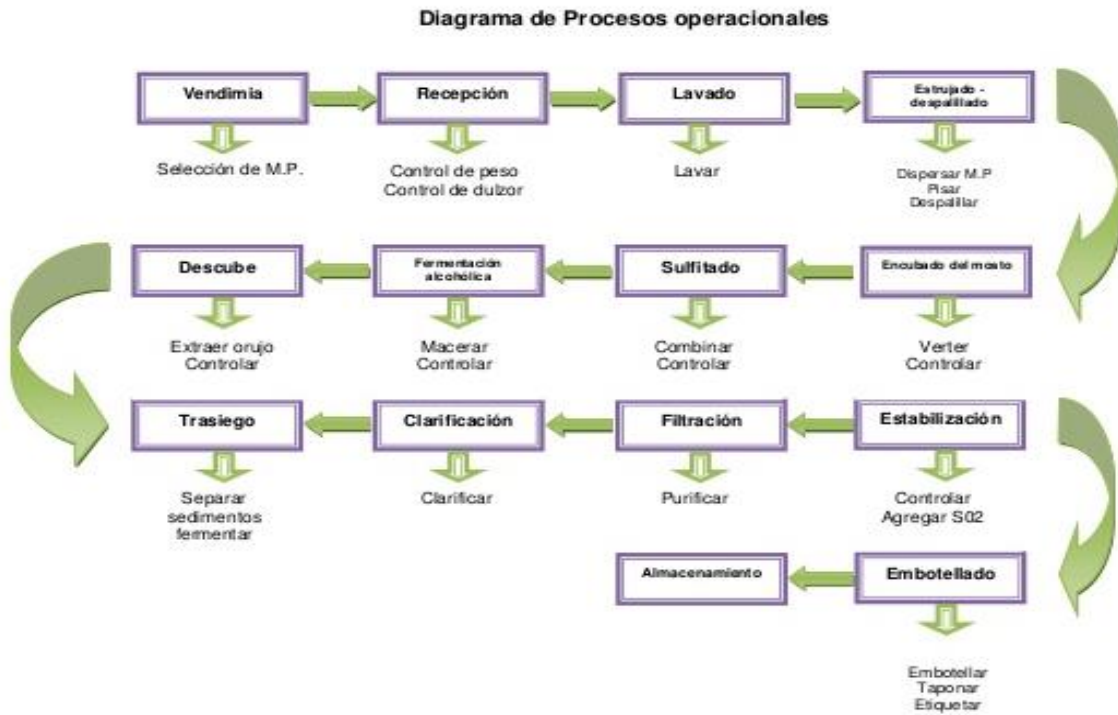 Diagrama de Procesos operacionales
Vendimia
Recepción
Lavado
Estrujado -
despalillado
Selección de M.P.
Control de peso
Control de dulzor
Lavar
Dispersar M.P
Pisar
Despalillar
Descube
Fermentación
alcohólica
Sulfitado
Encubado del mosto
Extraer orujo
Controlar
Macerar
Controlar
Combinar
Controlar
Verter
Controlar
Trasiego
Clarificación
Filtración
Estabilización
Separar
sedimentos
fermentar
Clarificar
Purificar
Controlar
Agregar S02
Almacenamiento
Embotellado
Embotellar
Taponar
Etiquetar